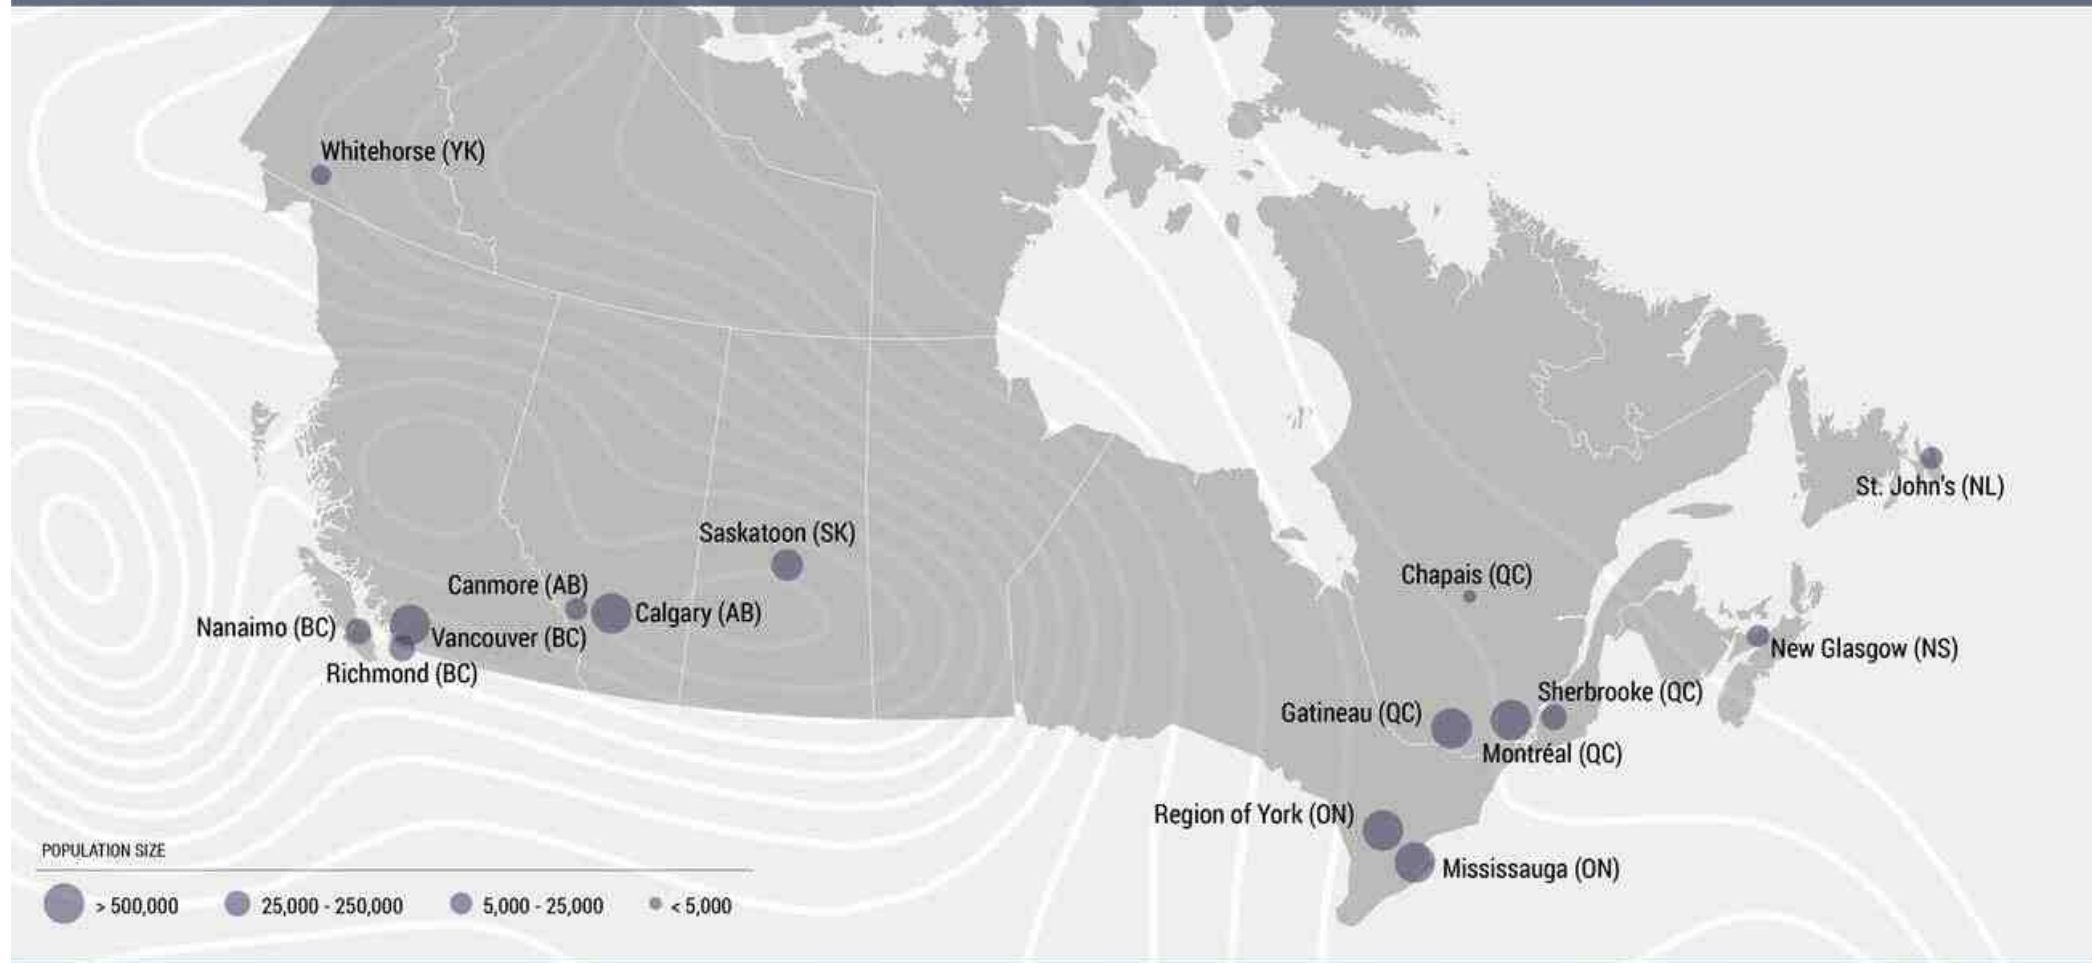 Whitehorse (YK)
St. John's (NL)
Saskatoon (SK)
Chapais (QC)
Canmore (AB)
Calgary (AB)
Nanaimo (BC)
Vancouver (BC)
New Glasgow (NS)
Richmond (BC)
Sherbrooke (QC)
Gatineau (QC)
Montréal (QC)
Region of York (ON)
Mississauga (ON)
POPULATION SIZE
> 500,000
25,000 - 250,000
5,000 - 25,000
< 5,000